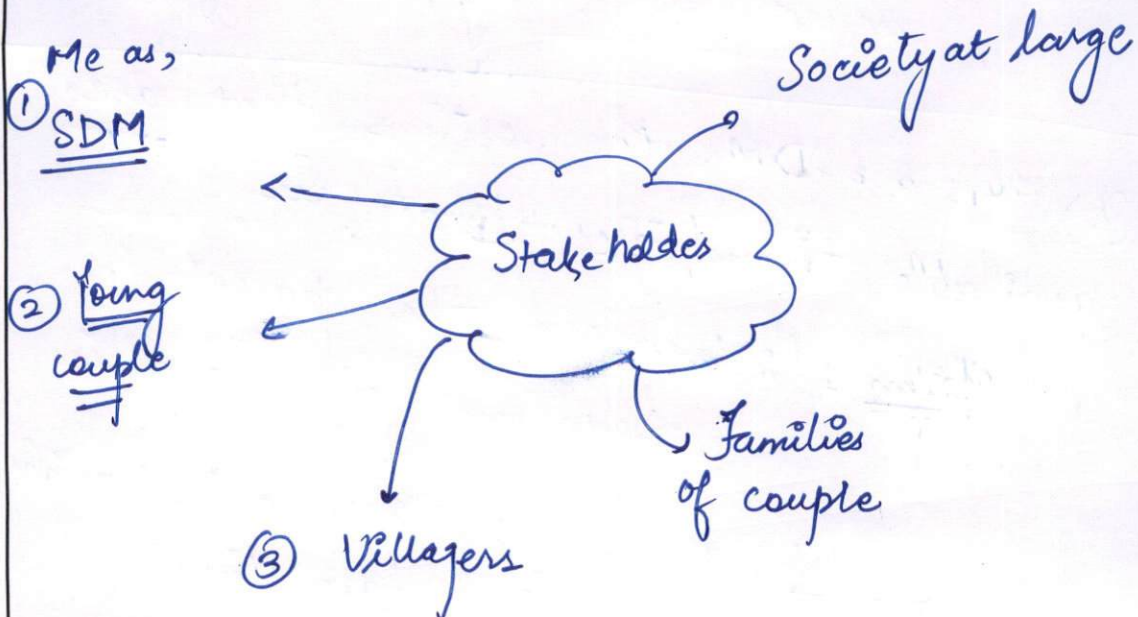 Me as,
① SDM
Society at large
Stakeholdes
② Young
couple
Families
of couple
③ Villagers